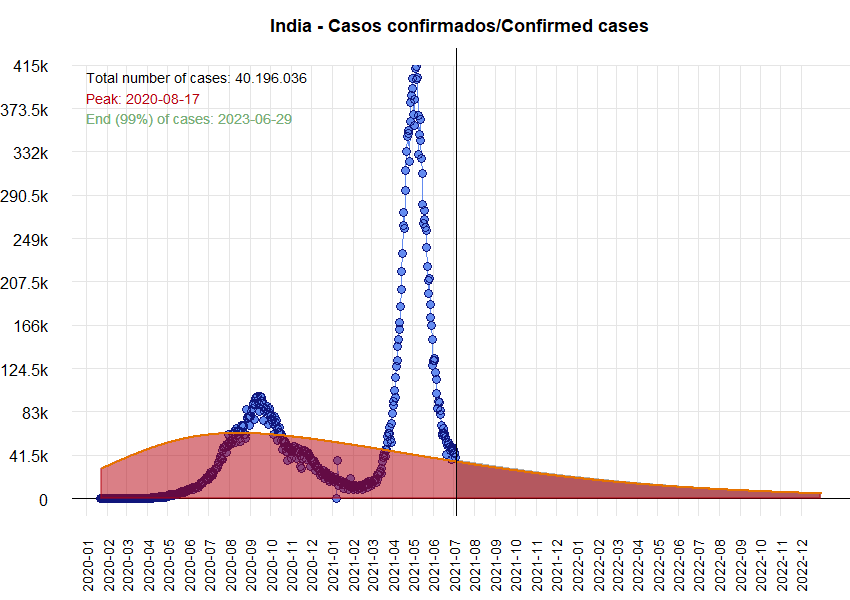 India - Casos confirmados/Confirmed cases
415k
Total number of cases: 40.196.036
Peak: 2020-08-17
373.5k
End (99%) of cases: 2023-06-29
332k
290.5k
249k
207.5k
166k
124.5k
83k
41.5k
0
2020-01
2020-02
2020-03
2020-04
2020-05
2020-06
2020-07
2020-08
2020-09
2020-10
2020-11
2020-12
2021-01
2021-02
2021-03
2021-04
2021-05
2021-06
2021-07
2021-08
2021-09
2021-10
2021-11
2021-12
2022-01
2022-02
2022-03
2022-04
2022-05
2022-06
2022-07
2022-08
2022-09
2022-10
2022-11
2022-12